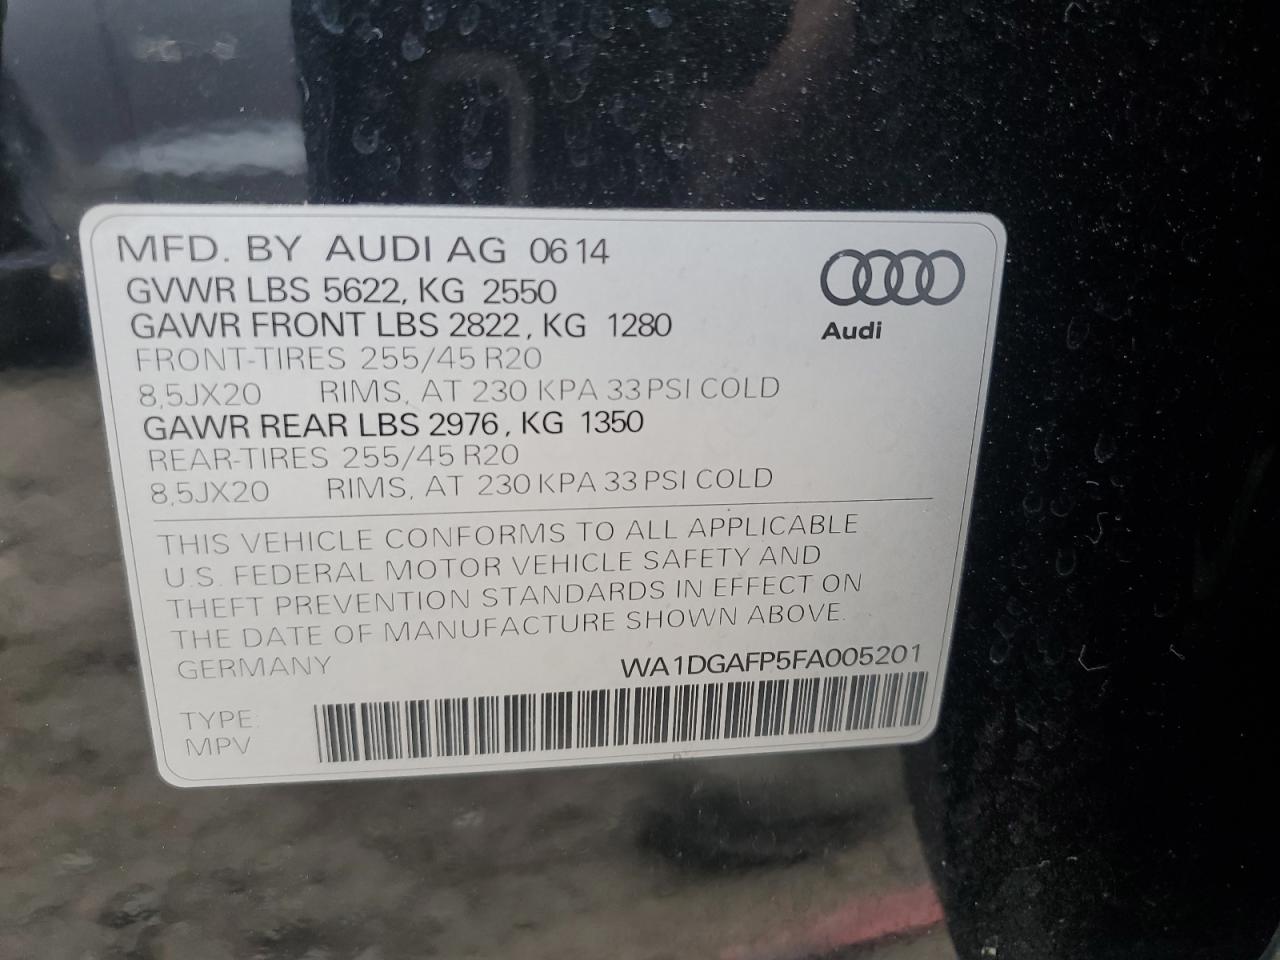 MFD. BY AUDI AG 06 14
GVWR LBS 5622, KG 2550
GAWR FRONT LBS 2822, KG 1280
FRONT-TIRES 255/45 R20
8,5JX20 RIMS, AT 230 KPA 33 PSI COLD
GAWR REAR LBS 2976, KG 1350
REAR-TIRES 255/45 R20
8,5JX20 RIMS, AT 230 KPA 33 PSI COLD
Audi
THIS VEHICLE CONFORMS TO ALL APPLICABLE
U.S. FEDERAL MOTOR VEHICLE SAFETY AND
THEFT PREVENTION STANDARDS IN EFFECT ON
THE DATE OF MANUFACTURE SHOWN ABOVE.
GERMANY WA1DGAFP5FA005201
TYPE:
MPV